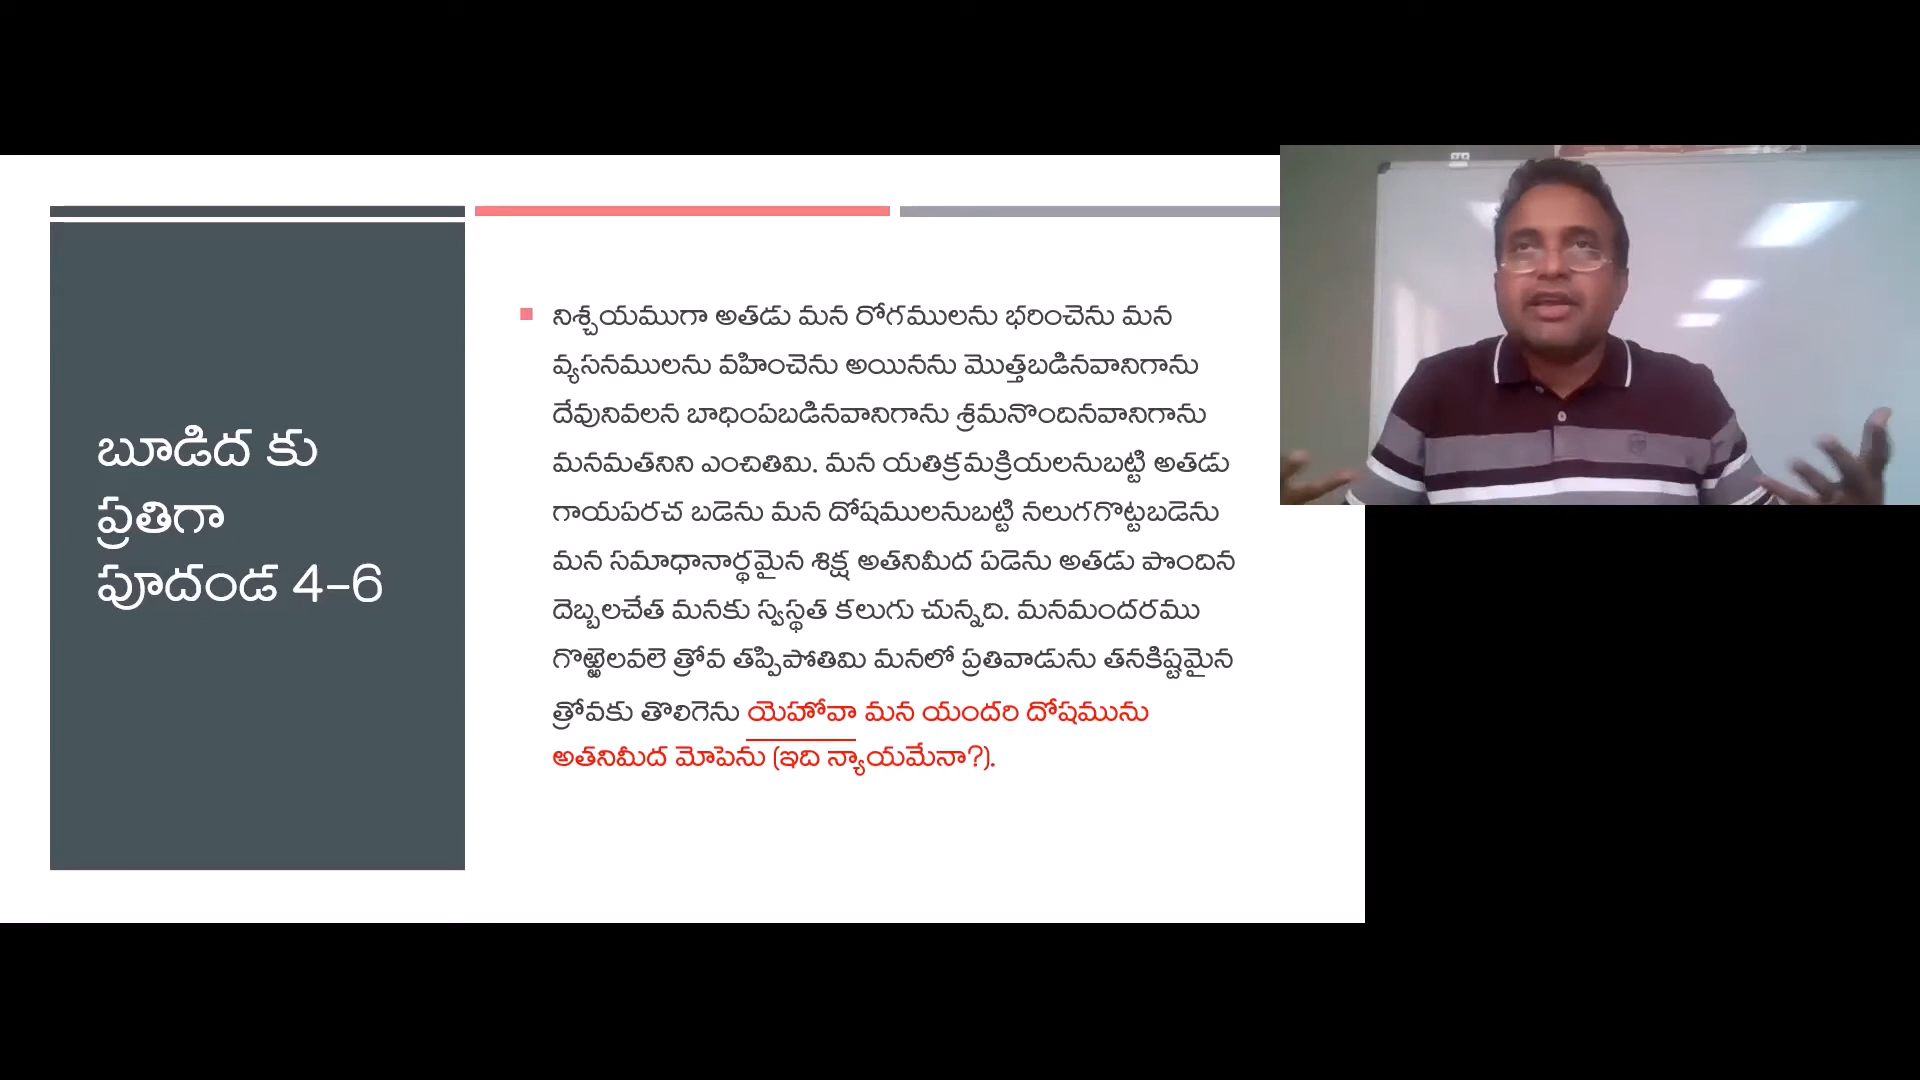 బూడిద కు
ప్రతిగా
పూదండ 4-6
నిశ్చయముగా అతడు మన రోగములను భరించెను మన
వ్యసనములను వహించెను అయినను మొత్తబడినవానిగాను
దేవునివలన బాధింపబడినవానిగాను శ్రమనొందినవానిగాను
మనమతనిని ఎంచితిమి. మన యతిక్రమక్రియలనుబట్టి అతడు
గాయపరచ బడెను మన దోషములనుబట్టి నలుగగొట్టబడెను
మన సమాధానార్థమైన శిక్ష అతనిమీద పడెను అతడు పొందిన
దెబ్బలచేత మనకు స్వస్థత కలుగు చున్నది. మనమందరము
గొఱ్ఱెలవలె త్రోవ తప్పిపోతిమి మనలో ప్రతివాడును తనకిష్టమైన
త్రోవకు తొలిగెను యెహోవా మన యందరి దోషమును
అతనిమీద మోపెను (ఇది న్యాయమేనా?).